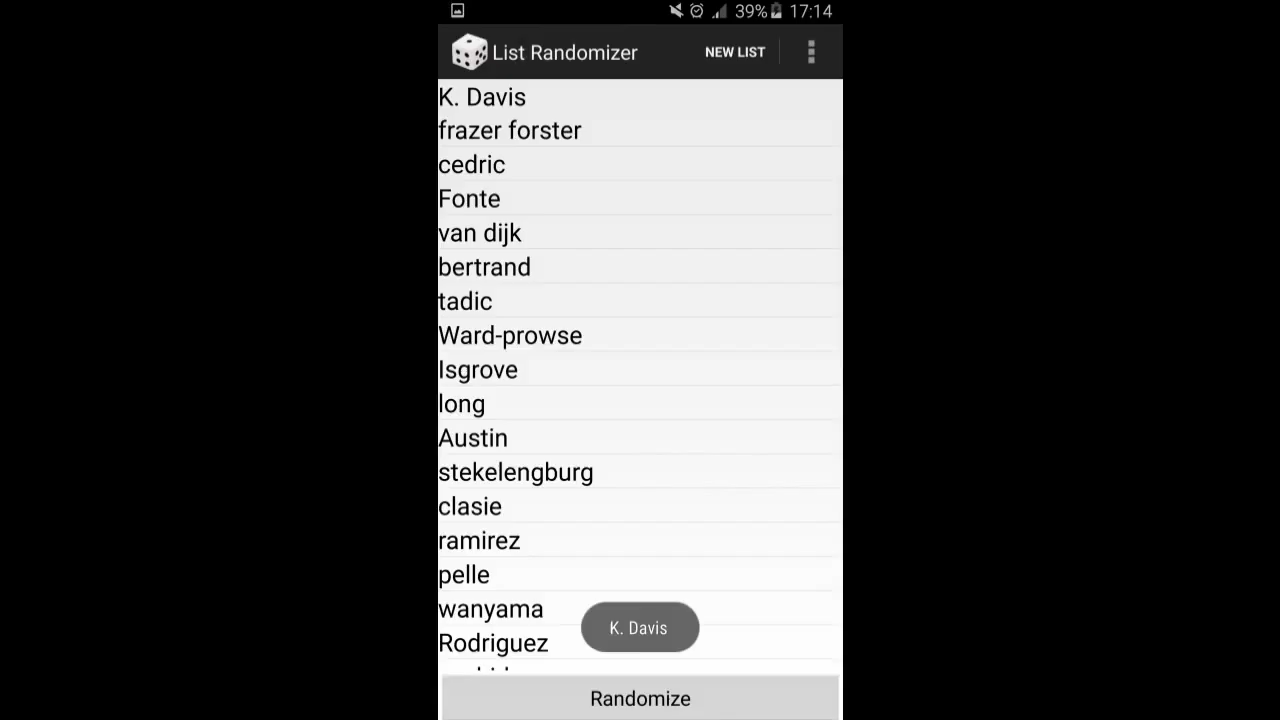 39% 17:14
List Randomizer NEW LIST
K. Davis
frazer forster
cedric
Fonte
van dijk
bertrand
tadic
Ward-prowse
Isgrove
long
Austin
stekelengburg
clasie
ramirez
pelle
wanyama
K. Davis
Rodriguez
Randomize